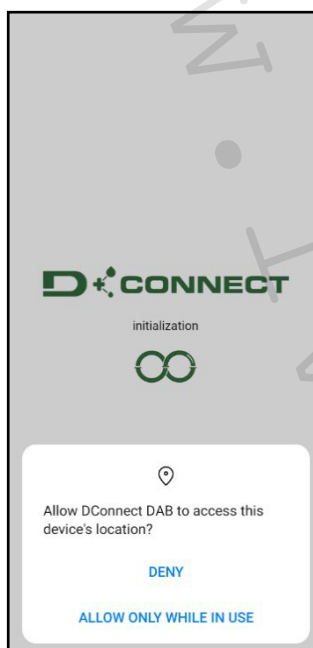 D CONNECT
initialization
Allow DConnect DAB to access this
device's location?
DENY
ALLOW ONLY WHILE IN USE